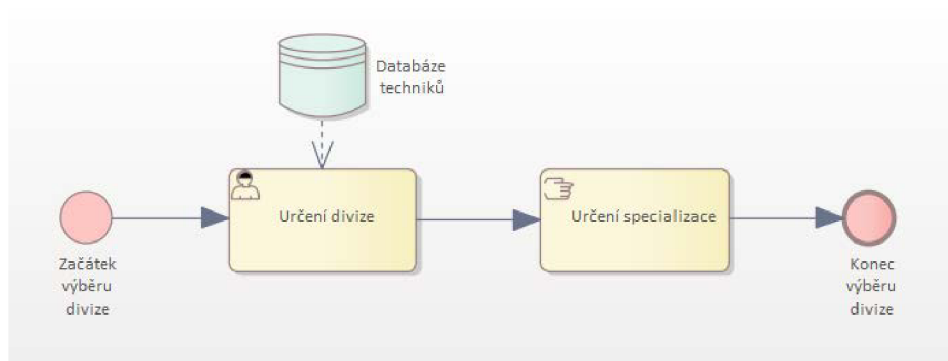 Databáze
techniků
Určení divize
Určení specializace
Začátek
výběru
divize
Konec
výběru
divize